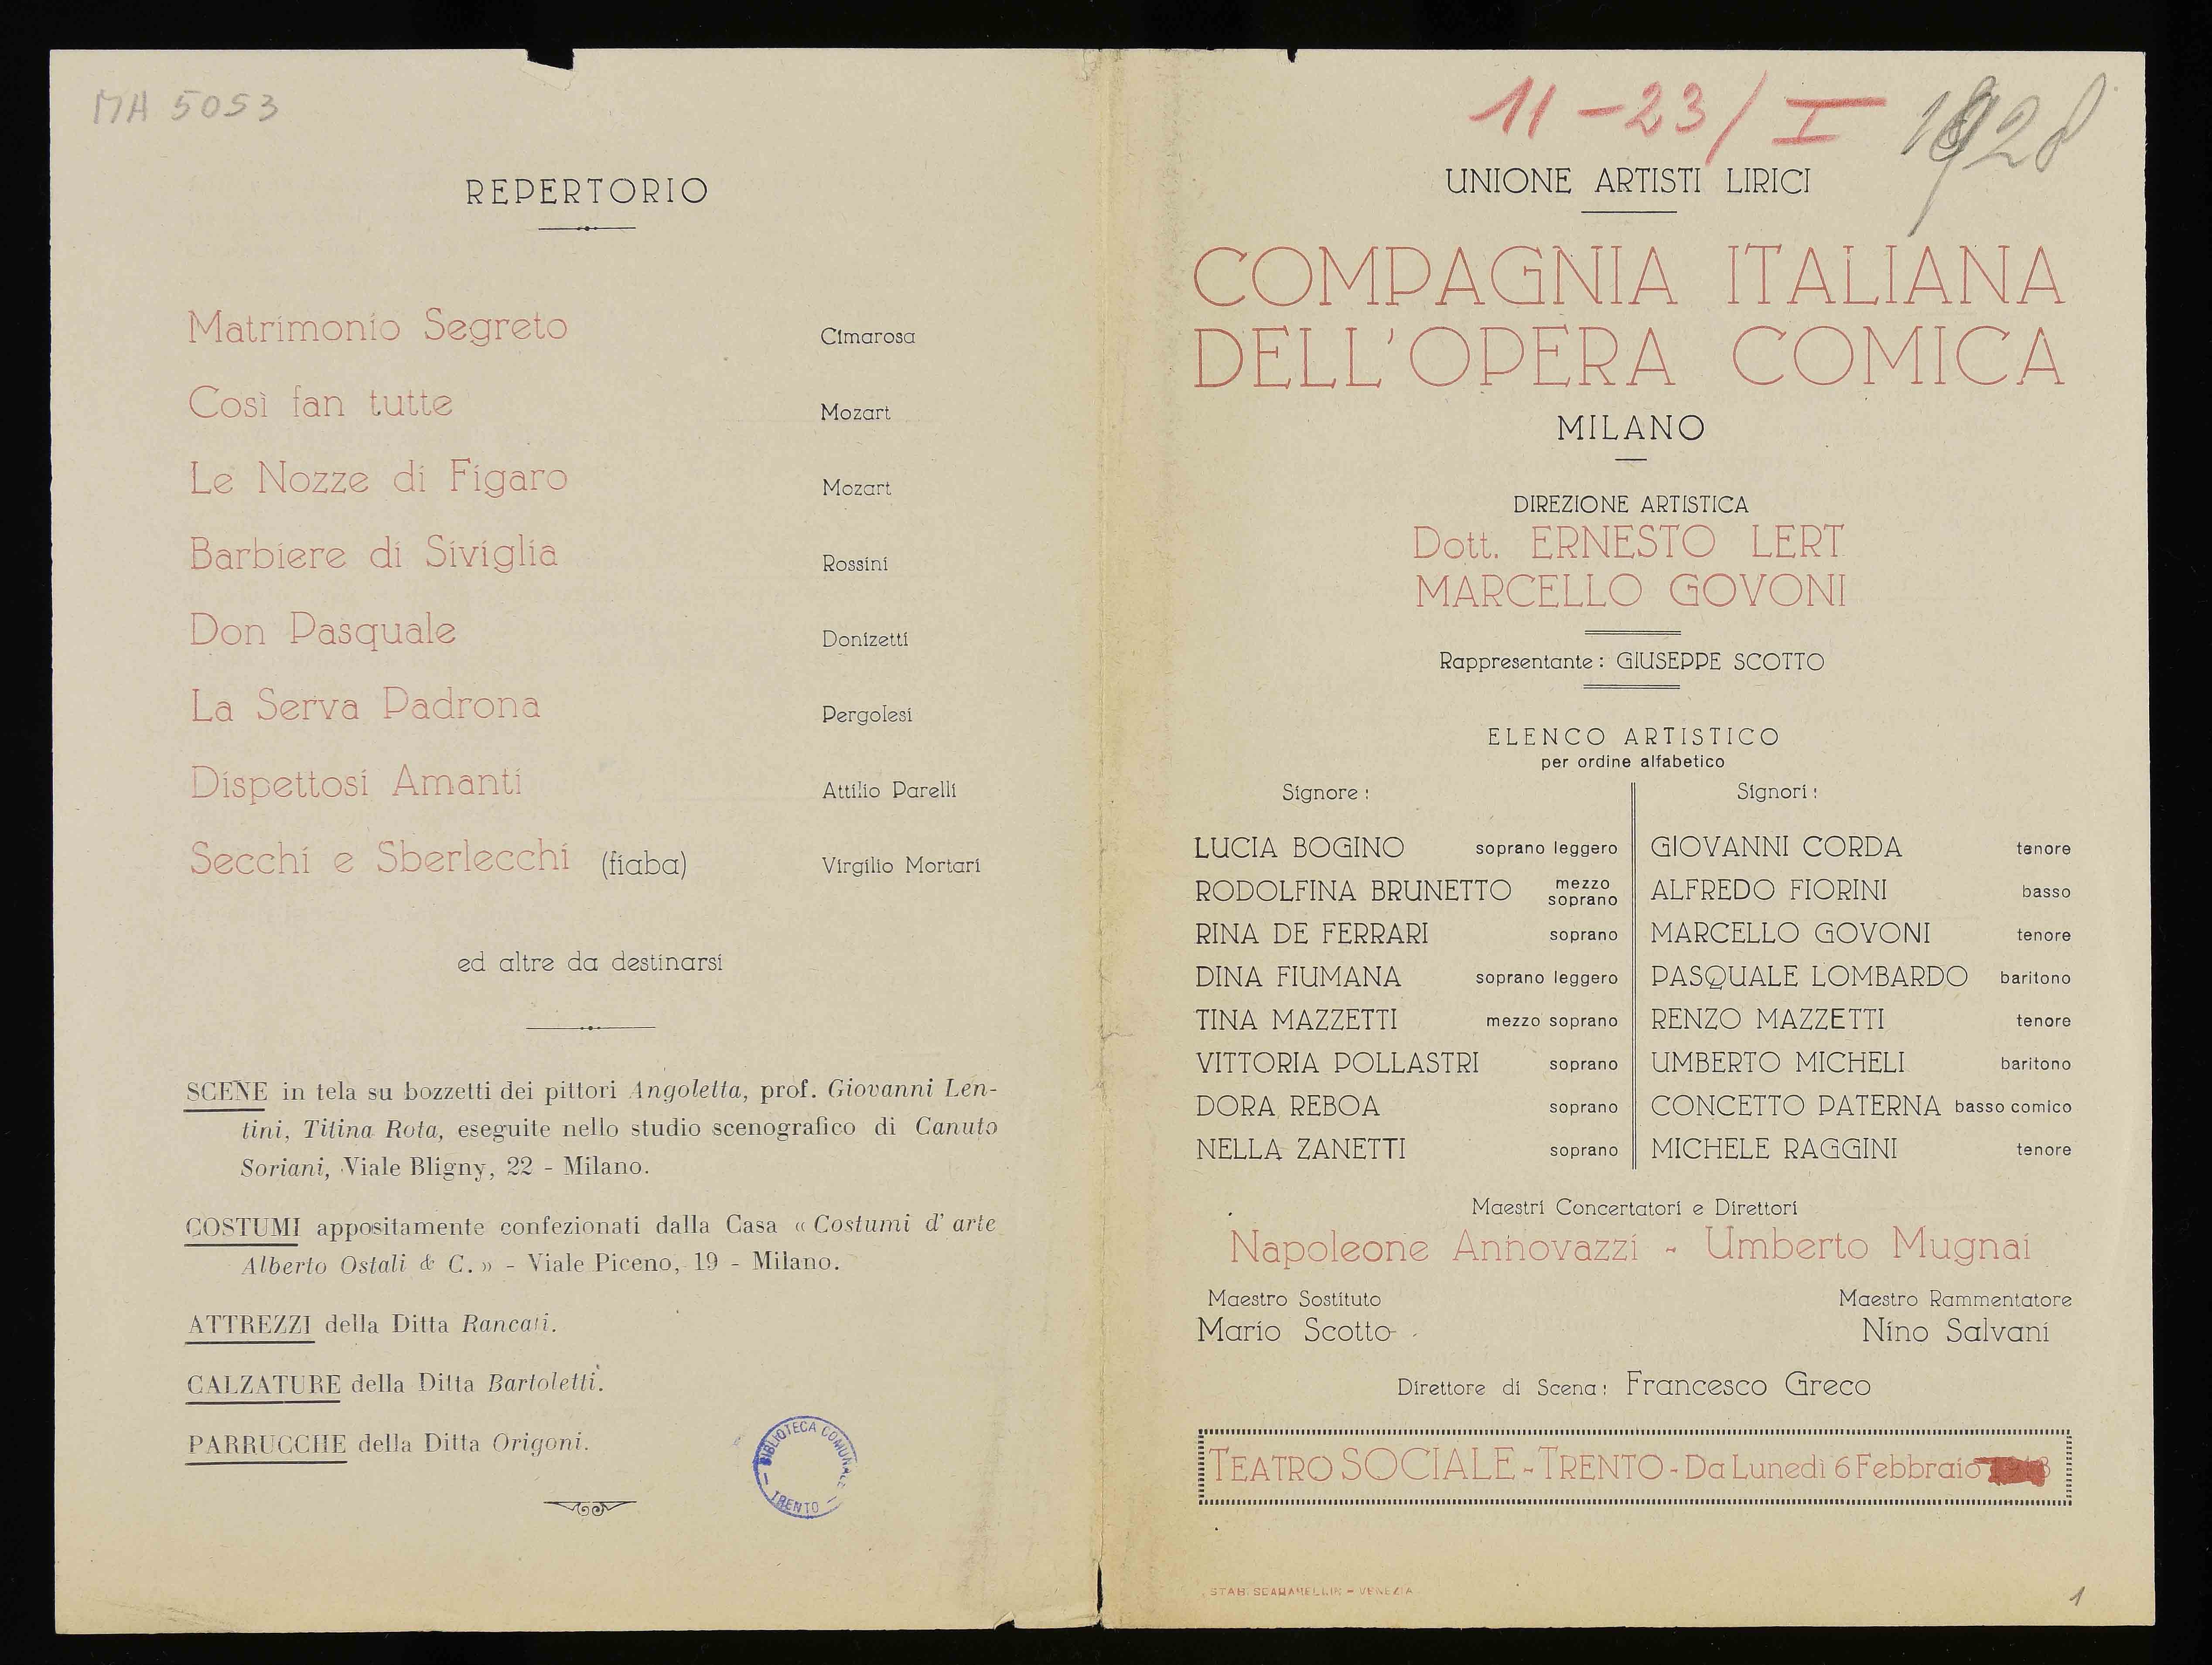 MA 5053
REPERTORIO
Matrimonio Segreto Cimarosa
Così fan tutte Mozart
Le Nozze di Figaro Mozart
Barbiere di Siviglia Rossini
Don Pasquale Donizetti
La Serva Padrona Pergolesi
Dispettosi Amanti Attilio Parelli
Secchi e Sberlecchi (fiaba) Virgilio Mortari
ed altre da destinarsi
SCENE in tela su bozzetti dei pittori Angoletta, prof. Giovanni Len-
tini, Titina Rota, eseguite nello studio scenografico di Canuto
Soriani, Viale Bligny, 22 - Milano.
COSTUMI appositamente confezionati dalla Casa « Costumi d' arte
Alberto Ostali & C. » - Viale Piceno, 19 - Milano.
ATTREZZI della Ditta Rancati.
CALZATURE della Ditta Bartoletti.
PARRUCCHE della Ditta Origoni.
BIBLIOTECA COMUNALE
- TRENTO -
11-23/I 1928
UNIONE ARTISTI LIRICI
COMPAGNIA ITALIANA
DELL'OPERA COMICA
MILANO
DIREZIONE ARTISTICA
Dott. ERNESTO LERT
MARCELLO GOVONI
Rappresentante: GIUSEPPE SCOTTO
ELENCO ARTISTICO
per ordine alfabetico
Signore:
LUCIA BOGINO soprano leggero
RODOLFINA BRUNETTO mezzo soprano
RINA DE FERRARI soprano
DINA FIUMANA soprano leggero
TINA MAZZETTI mezzo soprano
VITTORIA POLLASTRI soprano
DORA REBOA soprano
NELLA ZANETTI soprano
Signori:
GIOVANNI CORDA tenore
ALFREDO FIORINI basso
MARCELLO GOVONI tenore
PASQUALE LOMBARDO baritono
RENZO MAZZETTI tenore
UMBERTO MICHELI baritono
CONCETTO PATERNA basso comico
MICHELE RAGGINI tenore
Maestri Concertatori e Direttori
Napoleone Annovazzi - Umberto Mugnai
Maestro Sostituto
Mario Scotto
Maestro Rammentatore
Nino Salvani
Direttore di Scena: Francesco Greco
TEATRO SOCIALE - TRENTO - Da Lunedì 6 Febbraio
STAB. SCARAMELLIN - VENEZIA
1